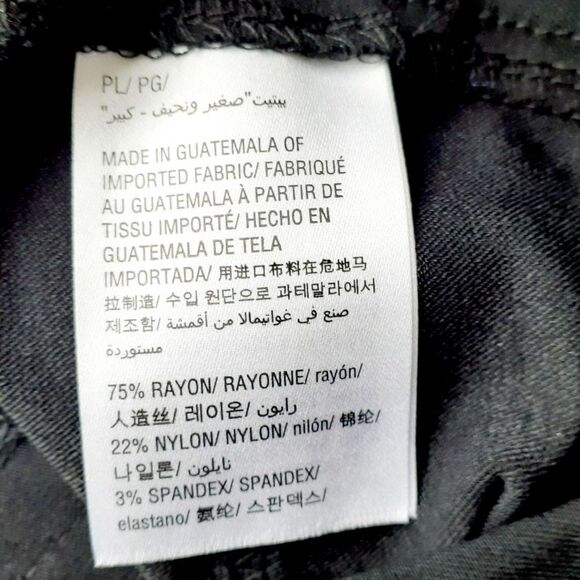 PL/ PG/
بيتيت"صغير ونحيف - كبير"
MADE IN GUATEMALA OF
IMPORTED FABRIC/ FABRIQUÉ
AU GUATEMALA À PARTIR DE
TISSU IMPORTÉ/ HECHO EN
GUATEMALA DE TELA
IMPORTADA/ 用进口布料在危地马
拉制造/ 수입 원단으로 과테말라에서
제조함/ صنع في غواتيمالا من أقمشة
مستوردة
75% RAYON/ RAYONNE/ rayón/
人造丝/ 레이온/ رايون/
22% NYLON/ NYLON/ nilón/ 锦纶/
나일론/ نايلون/
3% SPANDEX/ SPANDEX/
elastano/ 氨纶/ 스판덱스/